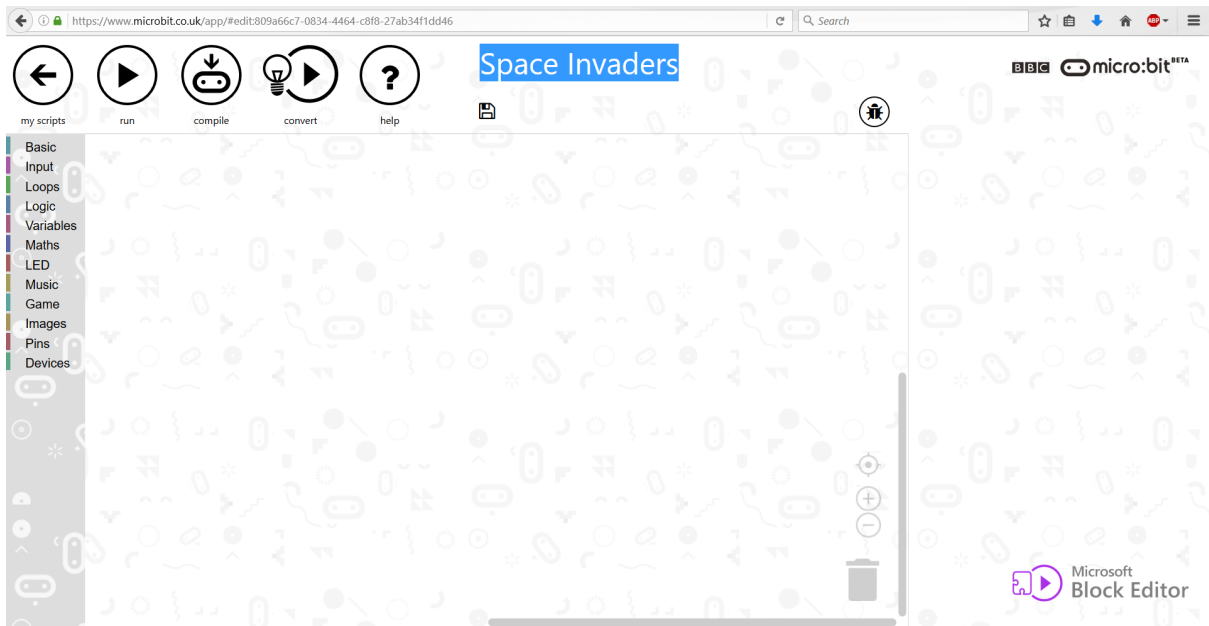 https://www.microbit.co.uk/app/#edit:809a66c7-0834-4464-c8f8-27ab34f1dd46
Search
ABP
my scripts
run
compile
convert
?
help
Space Invaders
BBC micro:bit BETA
Basic
Input
Loops
Logic
Variables
Maths
LED
Music
Game
Images
Pins
Devices
Microsoft
Block Editor